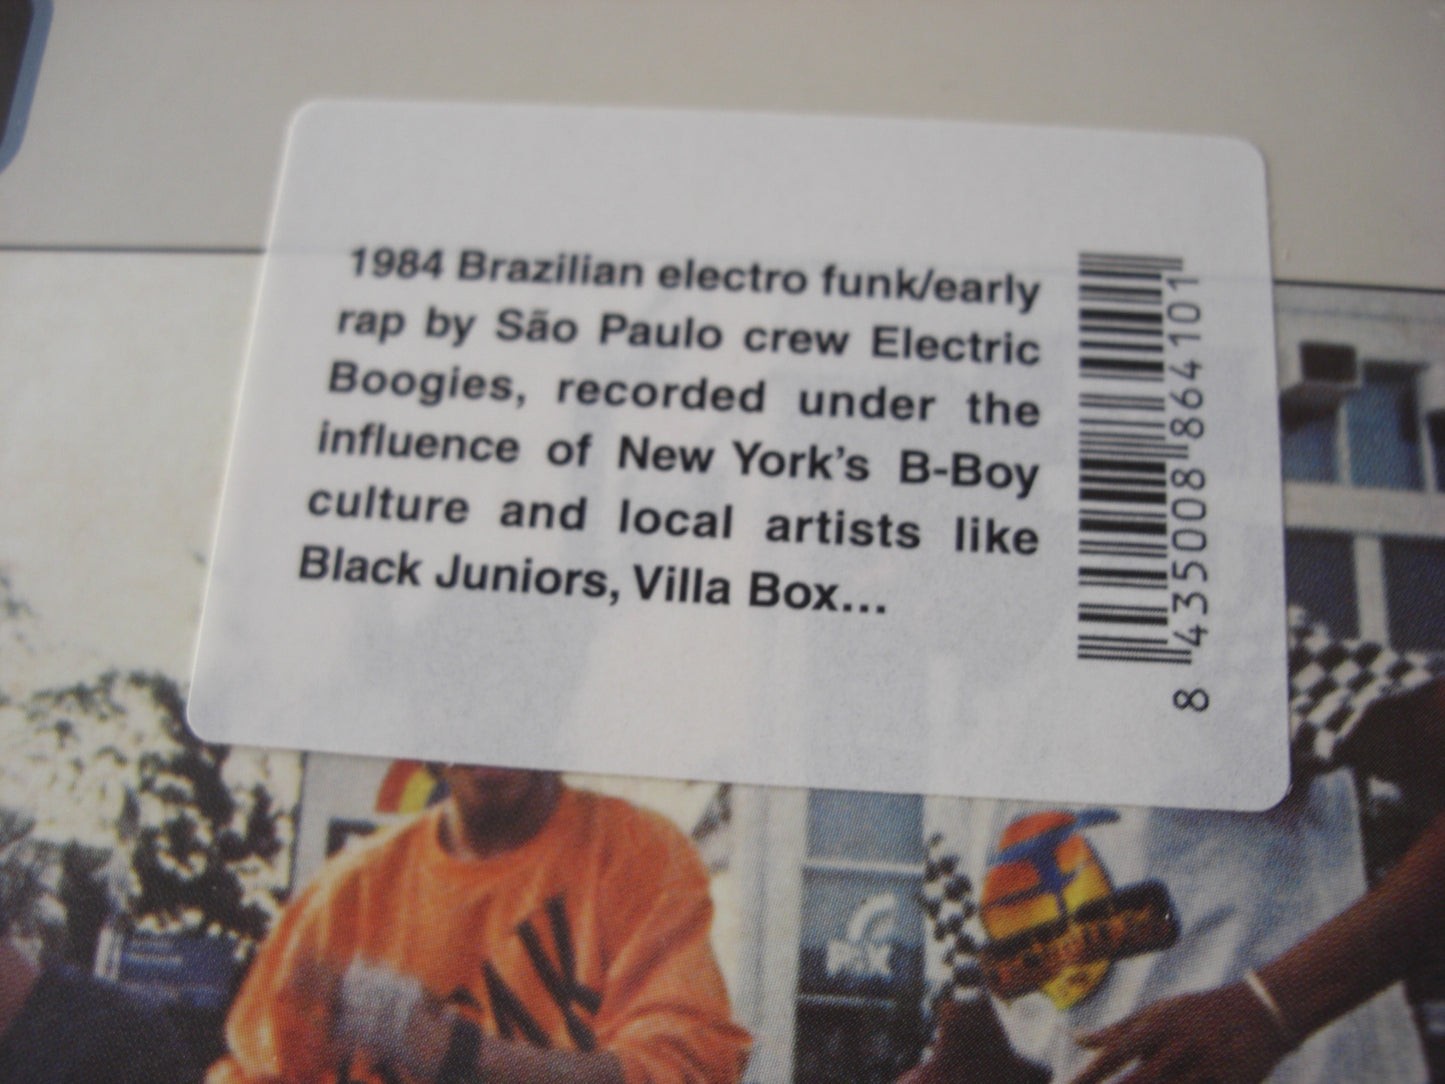 1984 Brazilian electro funk/early
rap by São Paulo crew Electric
Boogies, recorded under the
influence of New York's B-Boy
culture and local artists like
Black Juniors, Villa Box...
8 435008 864101